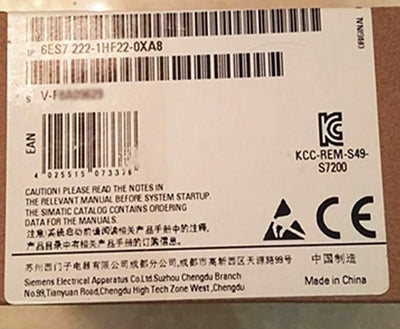 1P 6ES7 222-1HF22-0XA8
S V-
ORIGINAL
EAN
4 025515 073376
KCC-REM-S49-
S7200
CAUTION! PLEASE READ THE NOTES IN
THE RELEVANT MANUAL BEFORE SYSTEM STARTUP.
THE SIMATIC CATALOG CONTAINS ORDERING
DATA FOR THE MANUALS.
注意:系统启动前请阅读相关产品手册中的注释,
产品目录中有相关产品手册的订购信息。
CE
苏州西门子电器有限公司成都分公司,成都市高新西区天源路99号
中国制造
Siemens Electrical Apparatus Co.Ltd.Suzhou Chengdu Branch
No.99,Tianyuan Road,Chengdu High Tech Zone West ,Chengdu
Made in China